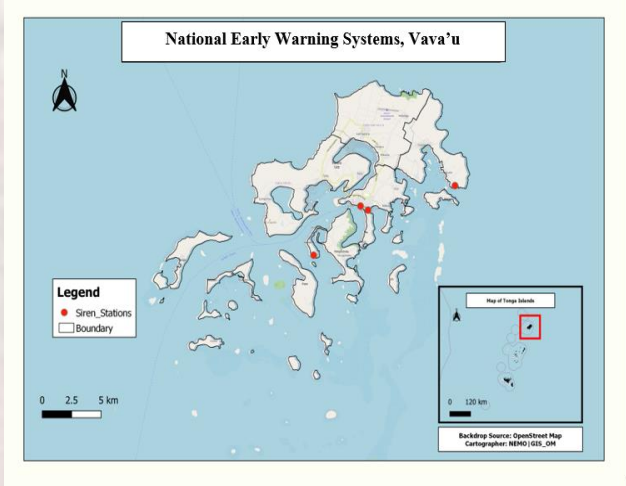 National Early Warning Systems, Vava’u
N
Legend
Siren_Stations
Boundary
0 2.5 5 km
Map of Tonga Islands
0 120 km
Backdrop Source: OpenStreet Map
Cartographer: NEMO|GIS_OM